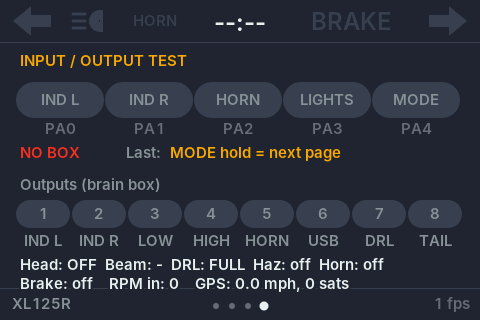 HORN --:-- BRAKE
INPUT / OUTPUT TEST
IND L IND R HORN LIGHTS MODE
PA0 PA1 PA2 PA3 PA4
NO BOX Last: MODE hold = next page
Outputs (brain box)
1 2 3 4 5 6 7 8
IND L IND R LOW HIGH HORN USB DRL TAIL
Head: OFF Beam: - DRL: FULL Haz: off Horn: off
Brake: off RPM in: 0 GPS: 0.0 mph, 0 sats
XL125R 1 fps